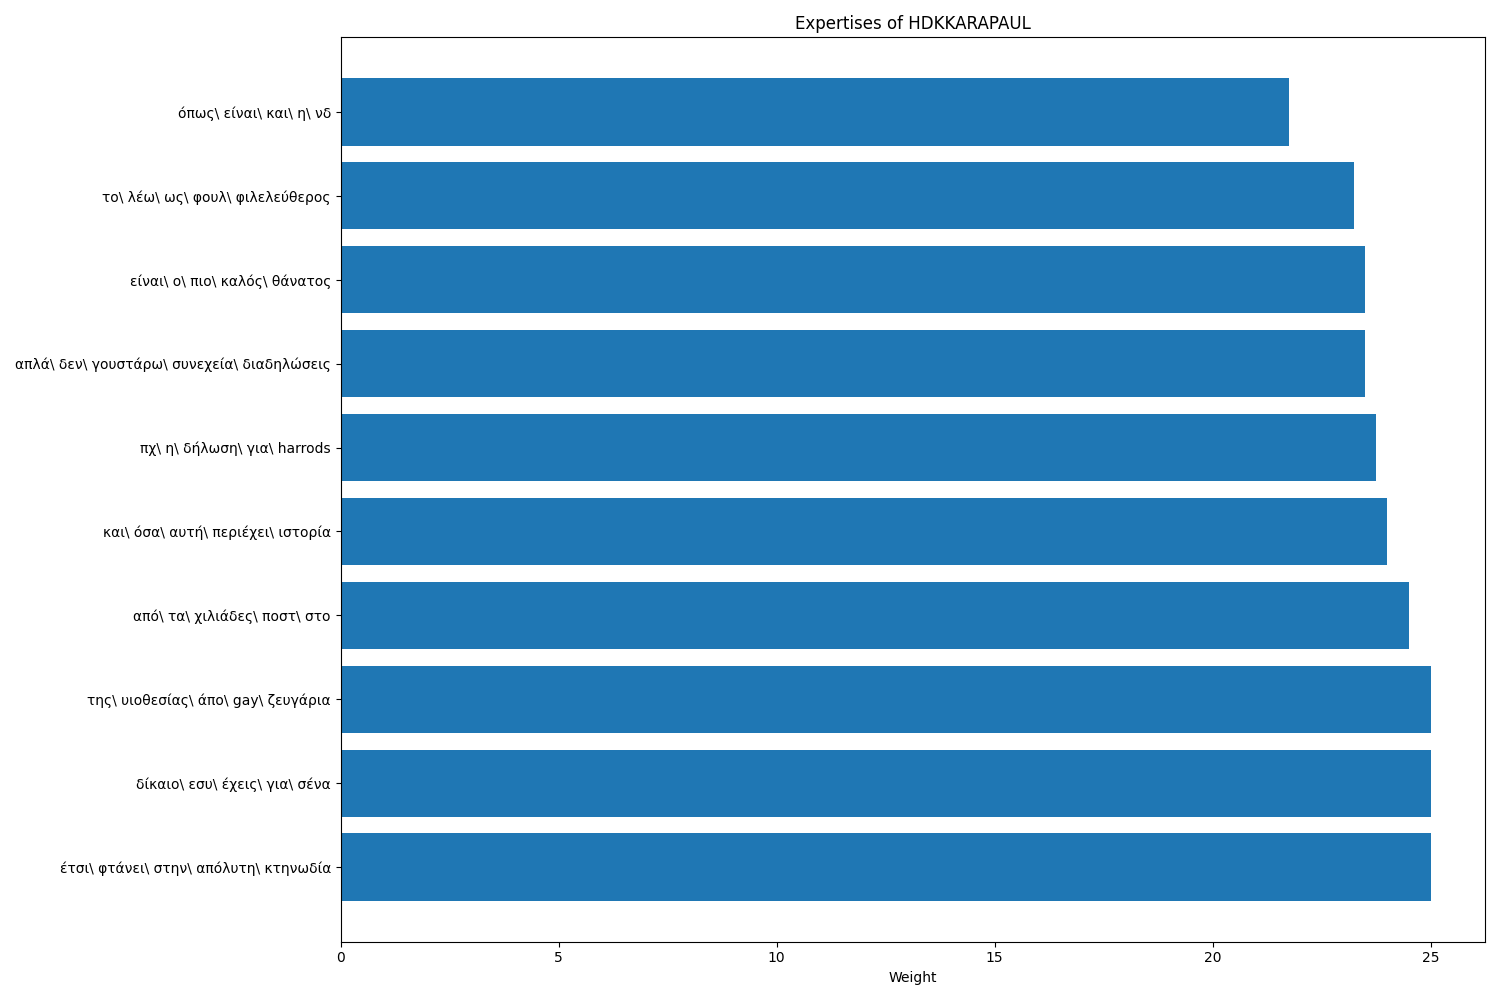 Expertises of HDKKARAPAUL
όπως\ είναι\ και\ η\ νδ
το\ λέω\ ως\ φουλ\ φιλελεύθερος
είναι\ ο\ πιο\ καλός\ θάνατος
απλά\ δεν\ γουστάρω\ συνεχεία\ διαδηλώσεις
πχ\ η\ δήλωση\ για\ harrods
και\ όσα\ αυτή\ περιέχει\ ιστορία
από\ τα\ χιλιάδες\ ποστ\ στο
της\ υιοθεσίας\ άπο\ gay\ ζευγάρια
δίκαιο\ εσυ\ έχεις\ για\ σένα
έτσι\ φτάνει\ στην\ απόλυτη\ κτηνωδία
0 5 10 15 20 25
Weight